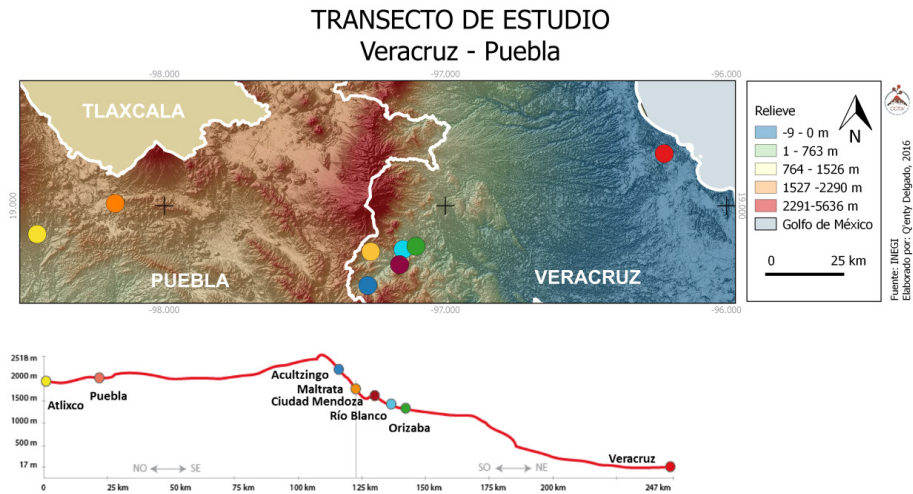 TRANSECTO DE ESTUDIO
Veracruz - Puebla
-98.000
-97.000
-96.000
TLAXCALA
PUEBLA
VERACRUZ
19.000
19.000
-98.000
-97.000
-96.000
Relieve
N
-9 - 0 m
1 - 763 m
764 - 1526 m
1527 -2290 m
2291-5636 m
Golfo de México
0 25 km
Fuente: INEGI
Elaborado por: Q'enty Delgado, 2016
2518 m
2000 m
1500 m
1000 m
500 m
17 m
Atlixco
Puebla
Acultzingo
Maltrata
Ciudad Mendoza
Río Blanco
Orizaba
Veracruz
NO SE
SO NE
0 25 km 50 km 75 km 100 km 125 km 150 km 175 km 200 km 247 km